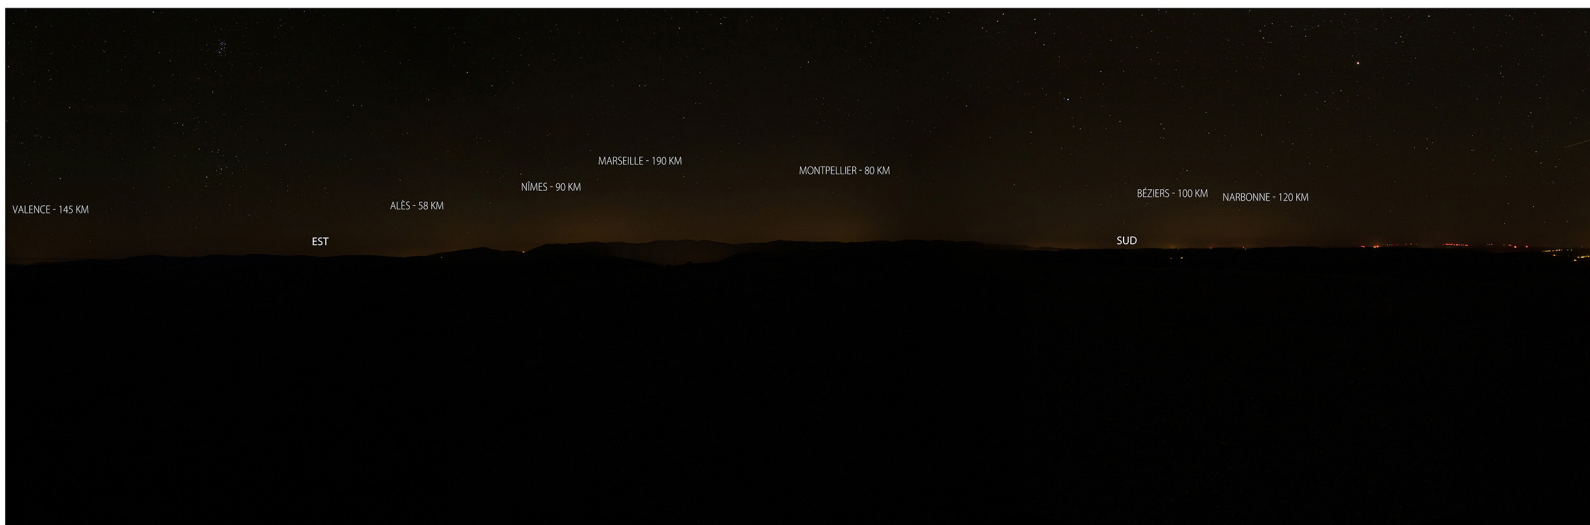 VALENCE - 145 KM
EST
ALÈS - 58 KM
NÎMES - 90 KM
MARSEILLE - 190 KM
MONTPELLIER - 80 KM
SUD
BÉZIERS - 100 KM
NARBONNE - 120 KM